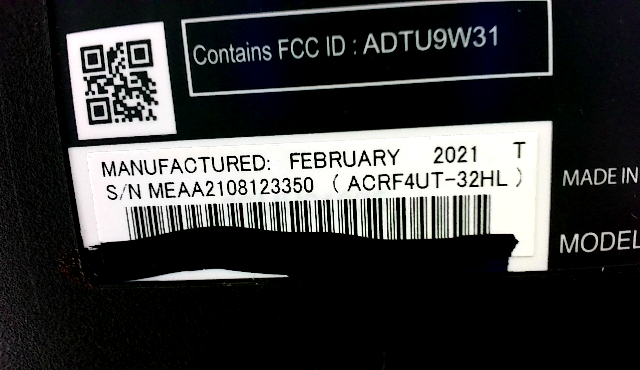 Contains FCC ID : ADTU9W31
MANUFACTURED: FEBRUARY 2021 T
S/N MEAA2108123350 ( ACRF4UT-32HL )
MADE IN
MODEL